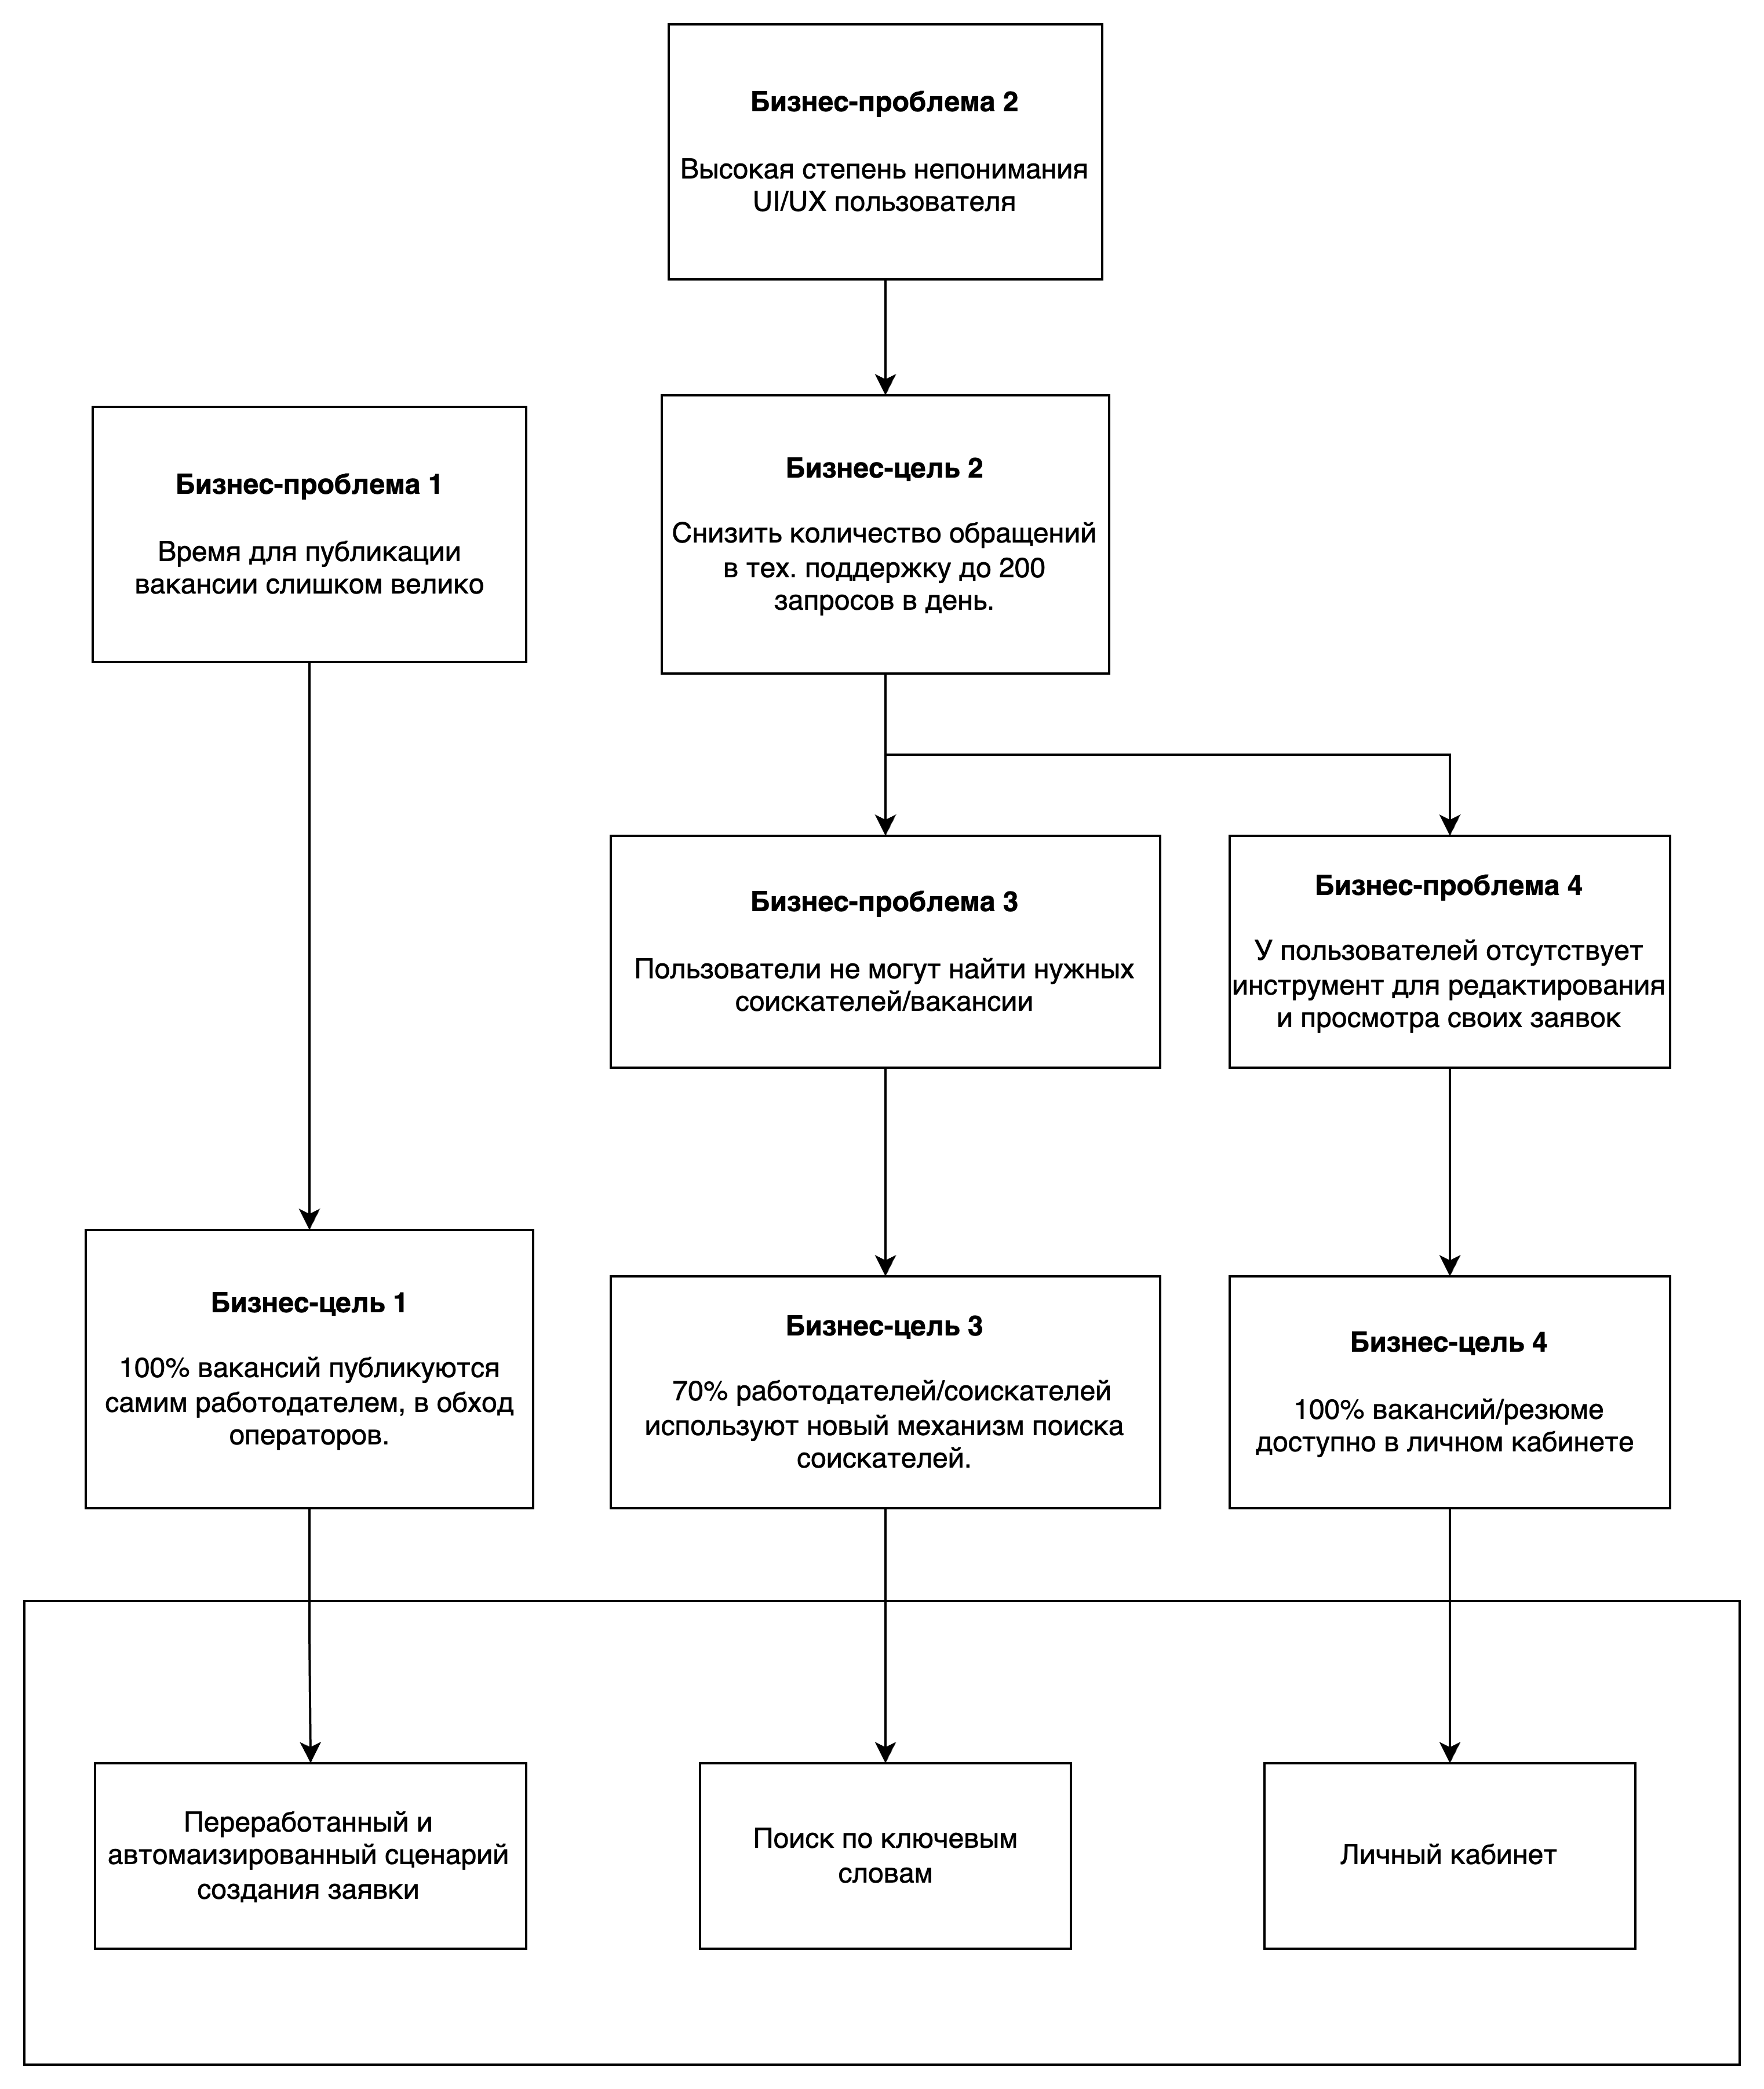 Бизнес-проблема 2
Высокая степень непонимания
UI/UX пользователя
Бизнес-проблема 1
Время для публикации
вакансии слишком велико
Бизнес-цель 2
Снизить количество обращений
в тех. поддержку до 200
запросов в день.
Бизнес-проблема 3
Пользователи не могут найти нужных
соискателей/вакансии
Бизнес-проблема 4
У пользователей отсутствует
инструмент для редактирования
и просмотра своих заявок
Бизнес-цель 1
100% вакансий публикуются
самим работодателем, в обход
операторов.
Бизнес-цель 3
70% работодателей/соискателей
используют новый механизм поиска
соискателей.
Бизнес-цель 4
100% вакансий/резюме
доступно в личном кабинете
Переработанный и
автомаизированный сценарий
создания заявки
Поиск по ключевым
словам
Личный кабинет